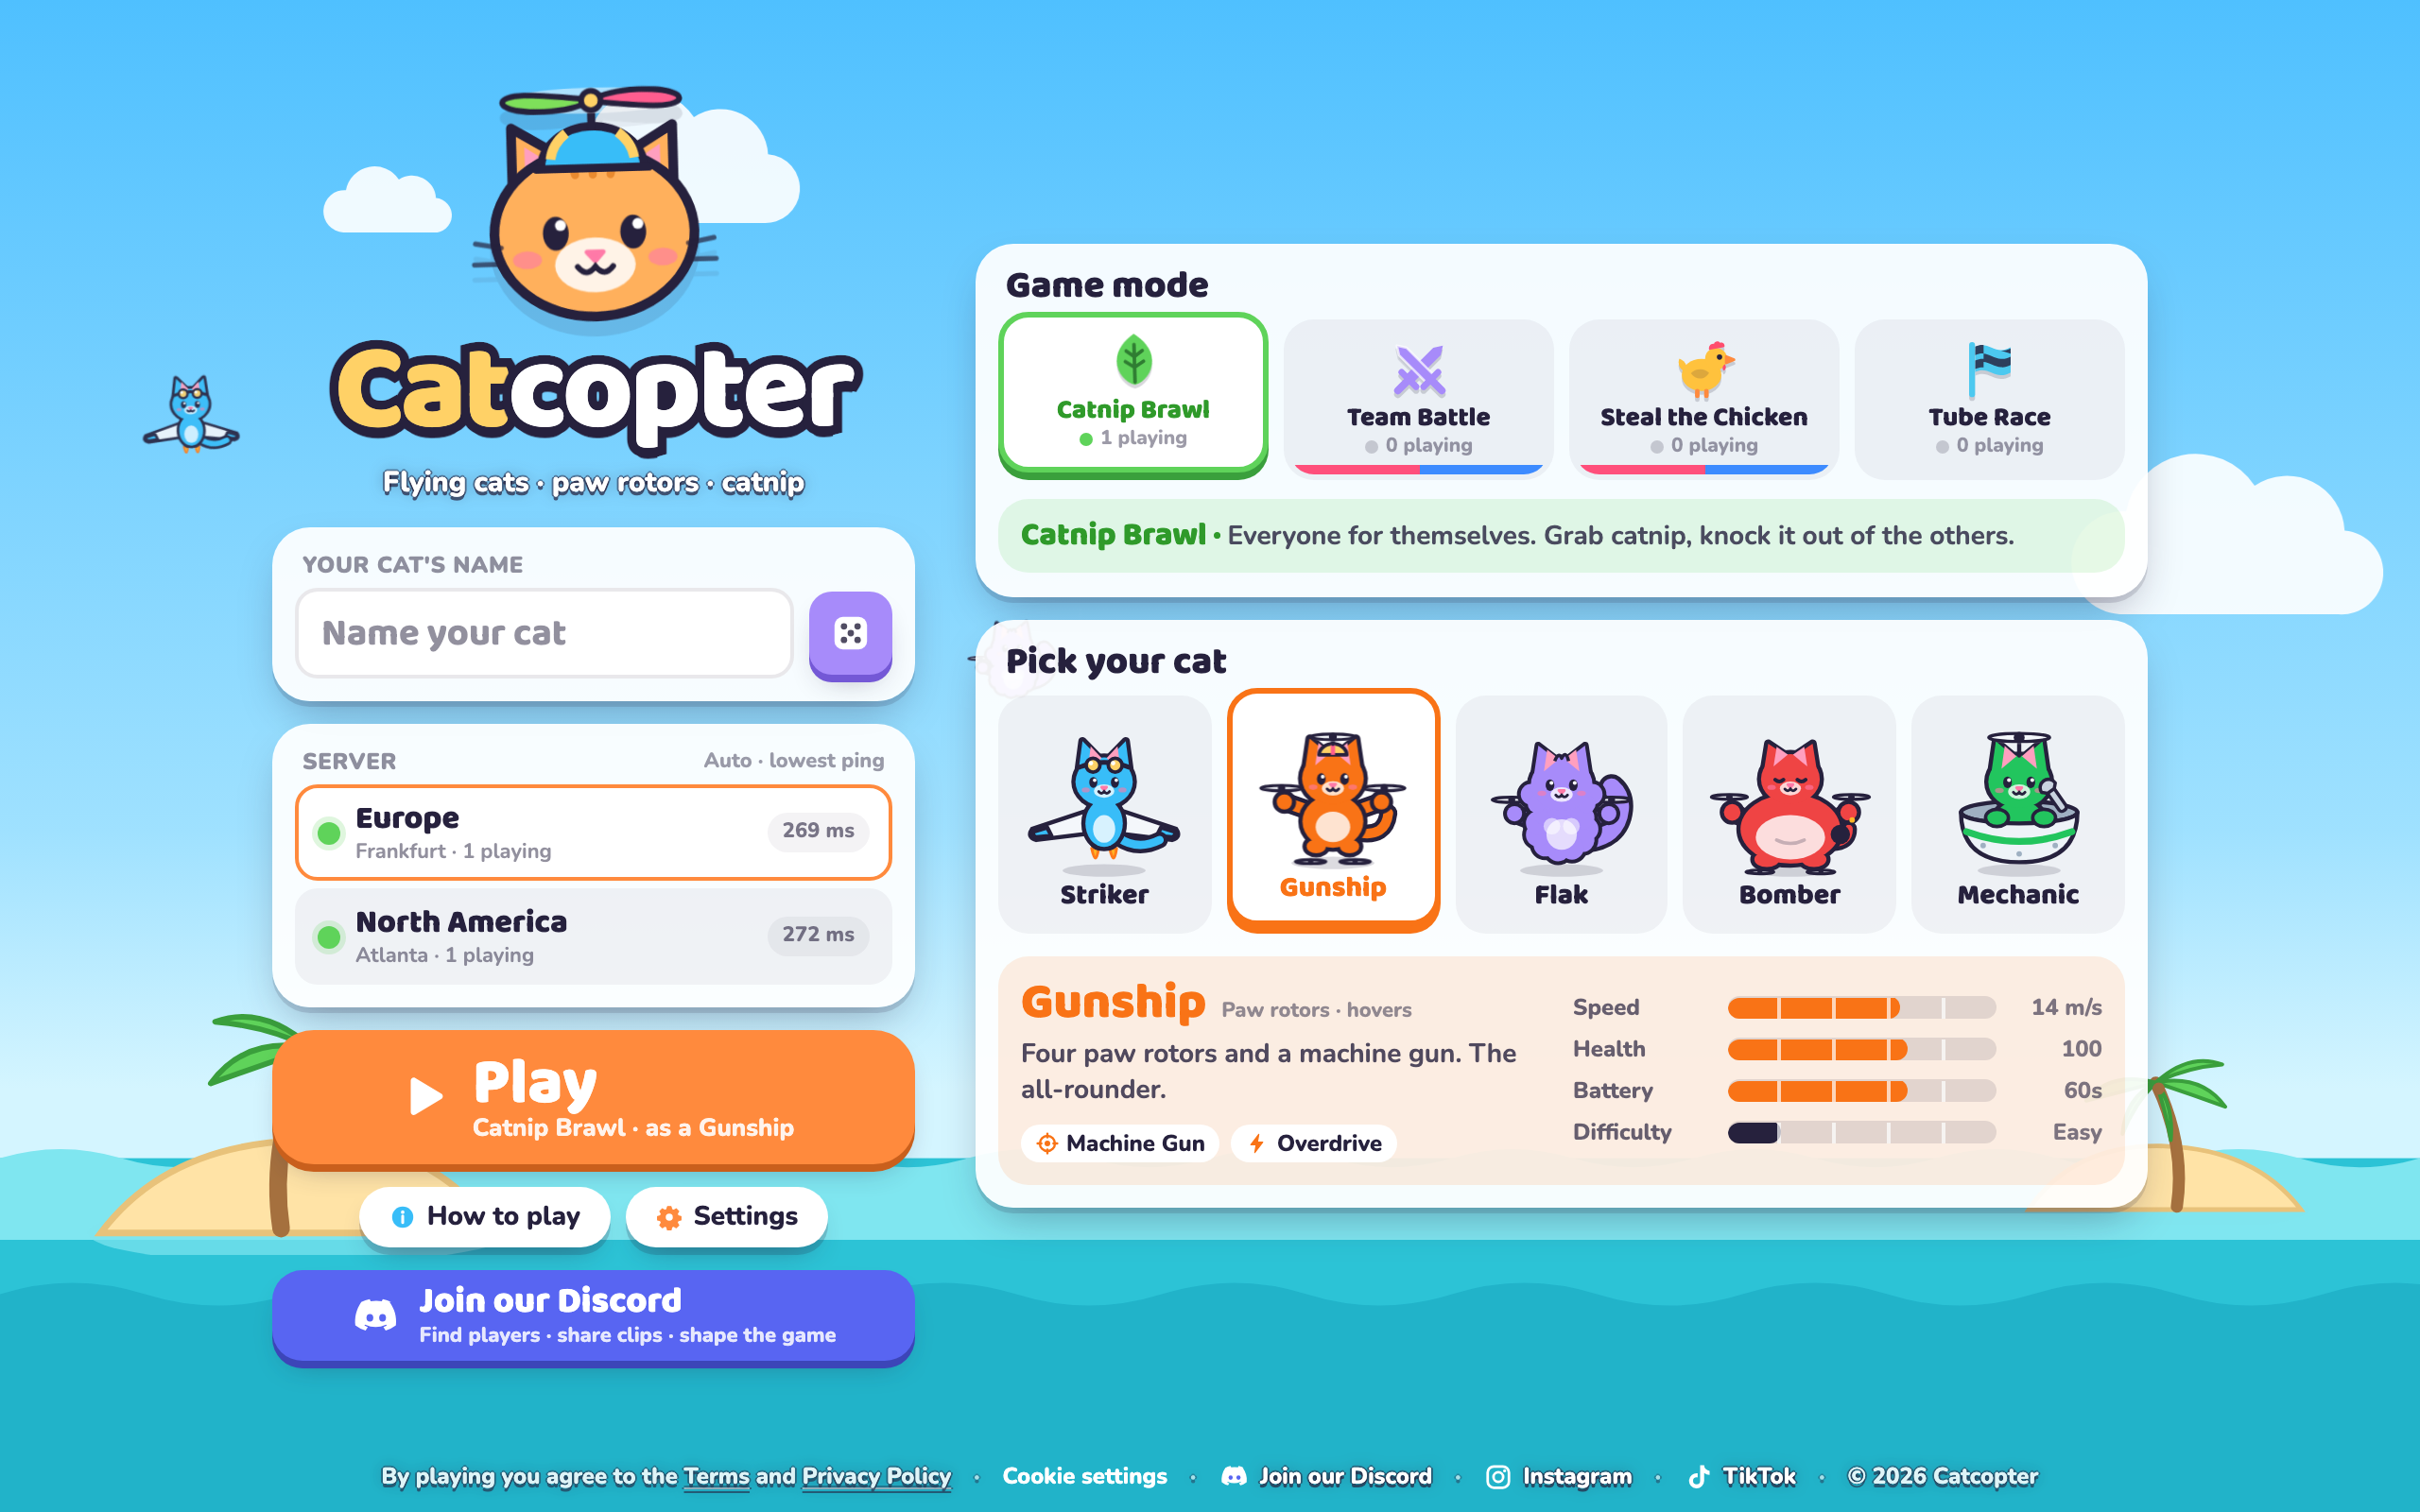 Catcopter
Flying cats · paw rotors · catnip
YOUR CAT'S NAME
Name your cat
SERVER
Auto · lowest ping
Europe
Frankfurt · 1 playing
269 ms
North America
Atlanta · 1 playing
272 ms
Play
Catnip Brawl · as a Gunship
How to play
Settings
Join our Discord
Find players · share clips · shape the game
Game mode
Catnip Brawl
1 playing
Team Battle
0 playing
Steal the Chicken
0 playing
Tube Race
0 playing
Catnip Brawl · Everyone for themselves. Grab catnip, knock it out of the others.
Pick your cat
Striker
Gunship
Flak
Bomber
Mechanic
Gunship Paw rotors · hovers
Four paw rotors and a machine gun. The
all-rounder.
Machine Gun
Overdrive
Speed 14 m/s
Health 100
Battery 60s
Difficulty Easy
By playing you agree to the Terms and Privacy Policy · Cookie settings · Join our Discord · Instagram · TikTok · © 2026 Catcopter